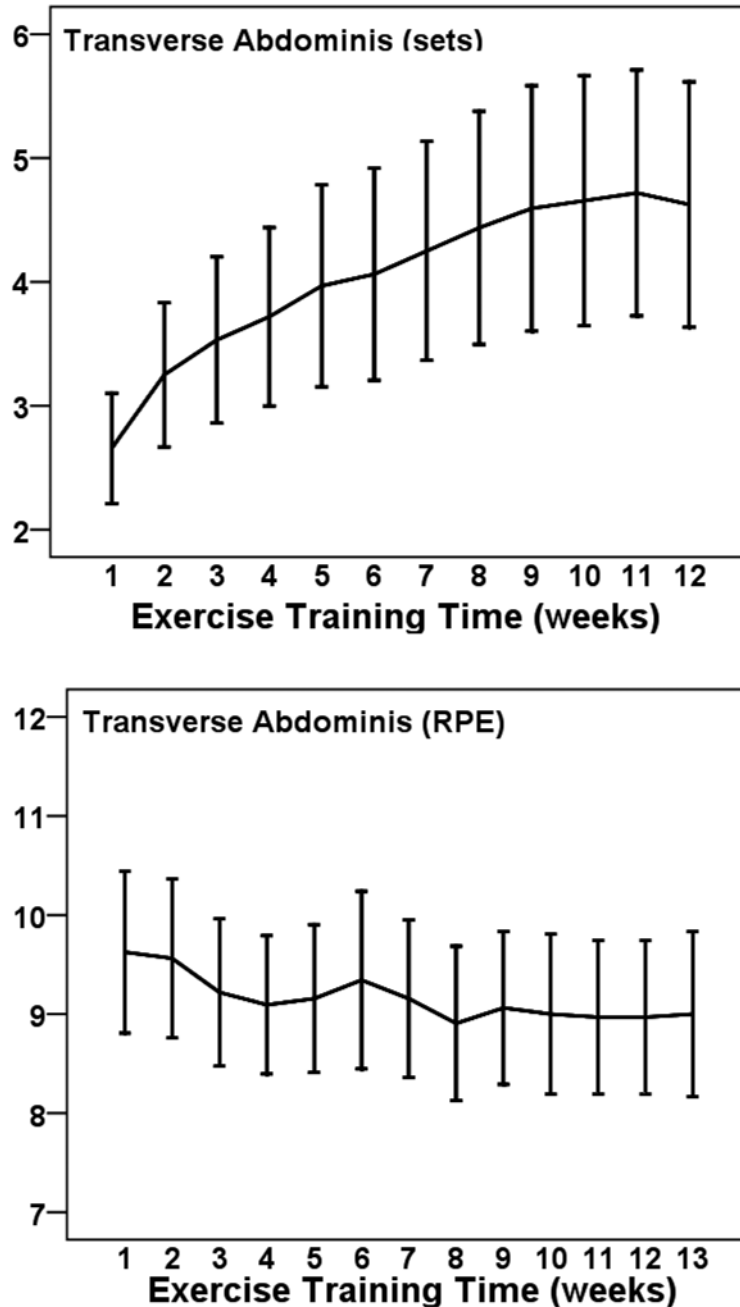 Transverse Abdominis (sets)
6
5
4
3
2
1 2 3 4 5 6 7 8 9 10 11 12
Exercise Training Time (weeks)
Transverse Abdominis (RPE)
12
11
10
9
8
7
1 2 3 4 5 6 7 8 9 10 11 12 13
Exercise Training Time (weeks)